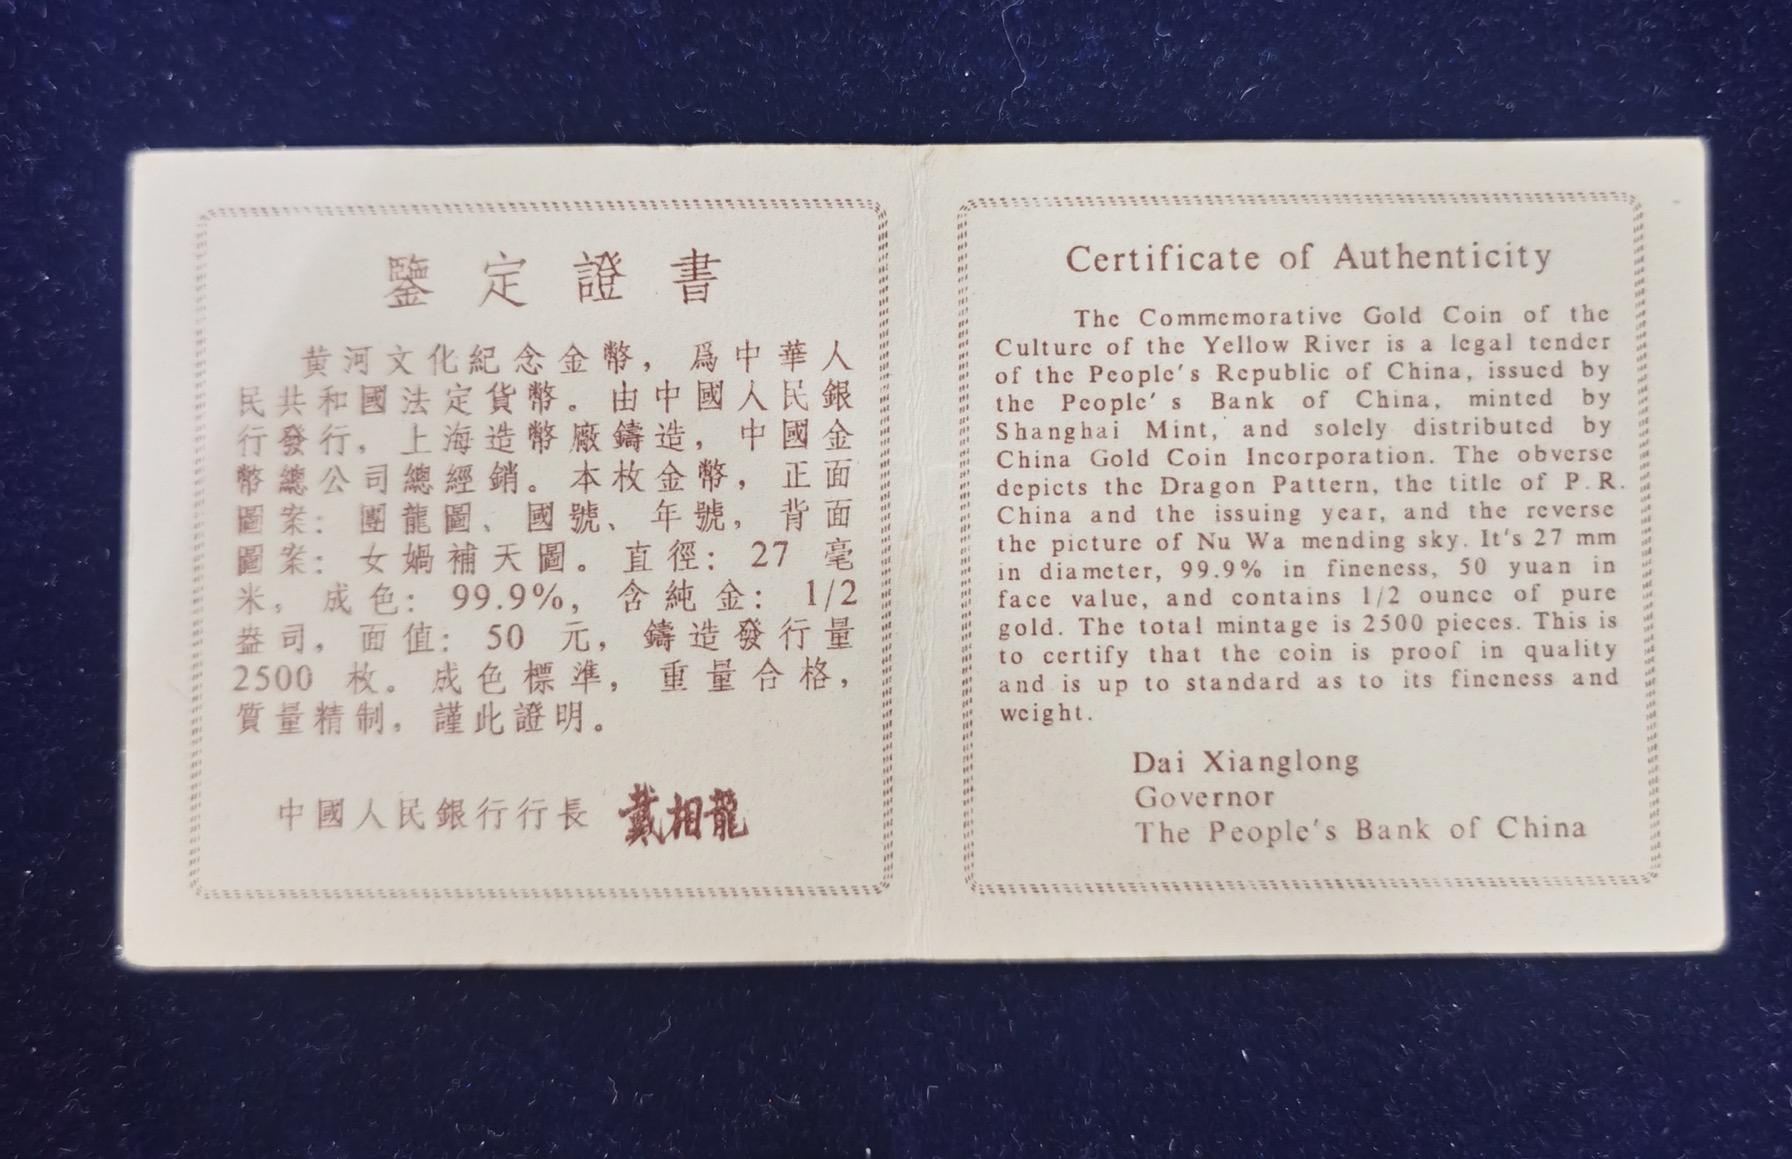 鑒定證書
黄河文化紀念金幣，爲中華人
民共和國法定貨幣。由中國人民銀
行發行，上海造幣廠鑄造，中國金
幣總公司總經銷。本枚金幣，正面
圖案：團龍圖、國號、年號，背面
圖案：女媧補天圖。直徑：27 毫
米，成色：99.9%，含純金：1/2
盎司，面值：50 元，鑄造發行量
2500 枚。成色標準，重量合格，
質量精制，謹此證明。
中國人民銀行行長 戴相龍
Certificate of Authenticity
The Commemorative Gold Coin of the
Culture of the Yellow River is a legal tender
of the People's Republic of China, issued by
the People's Bank of China, minted by
Shanghai Mint, and solely distributed by
China Gold Coin Incorporation. The obverse
depicts the Dragon Pattern, the title of P.R.
China and the issuing year, and the reverse
the picture of Nu Wa mending sky. It's 27 mm
in diameter, 99.9% in fineness, 50 yuan in
face value, and contains 1/2 ounce of pure
gold. The total mintage is 2500 pieces. This is
to certify that the coin is proof in quality
and is up to standard as to its fineness and
weight.
Dai Xianglong
Governor
The People's Bank of China